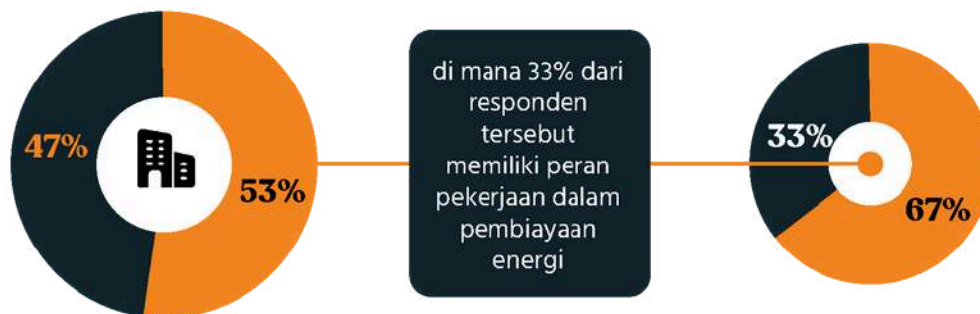 47%
53%
di mana 33% dari
responden
tersebut
memiliki peran
pekerjaan dalam
pembiayaan
energi
33%
67%